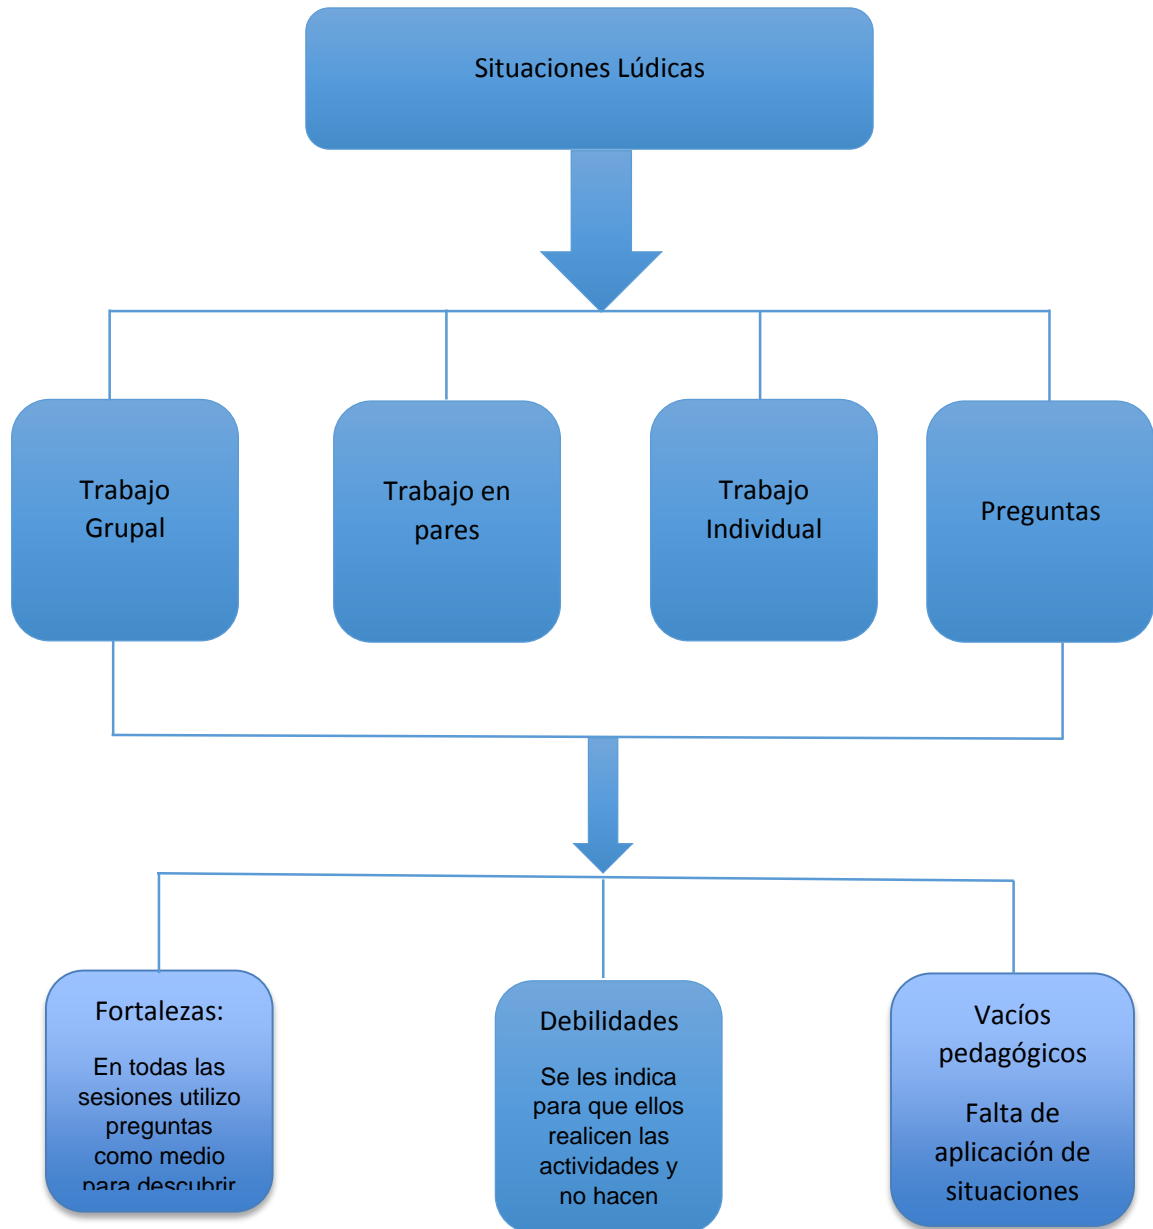 Situaciones Lúdicas
Trabajo
Grupal
Trabajo en
pares
Trabajo
Individual
Preguntas
Fortalezas:
En todas las
sesiones utilizo
preguntas
como medio
para descubrir
Debilidades
Se les indica
para que ellos
realicen las
actividades y
no hacen
Vacíos
pedagógicos
Falta de
aplicación de
situaciones